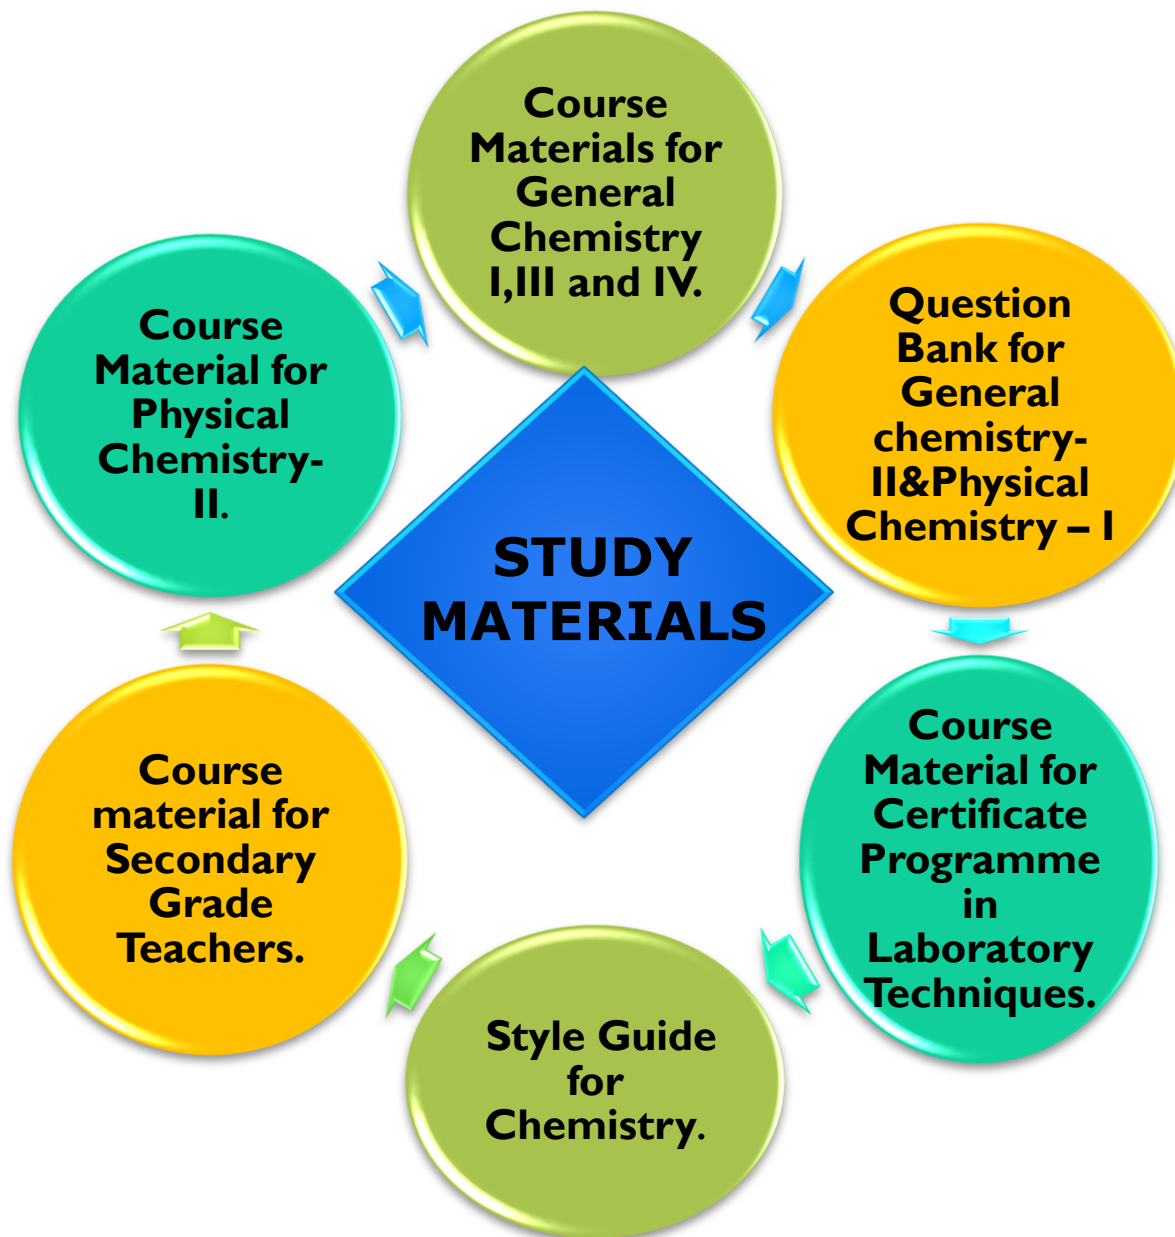 Course
Materials for
General
Chemistry
I,III and IV.
Question
Bank for
General
chemistry-
II&Physical
Chemistry – I
Course
Material for
Certificate
Programme
in
Laboratory
Techniques.
Style Guide
for
Chemistry.
Course
material for
Secondary
Grade
Teachers.
Course
Material for
Physical
Chemistry-
II.
STUDY
MATERIALS